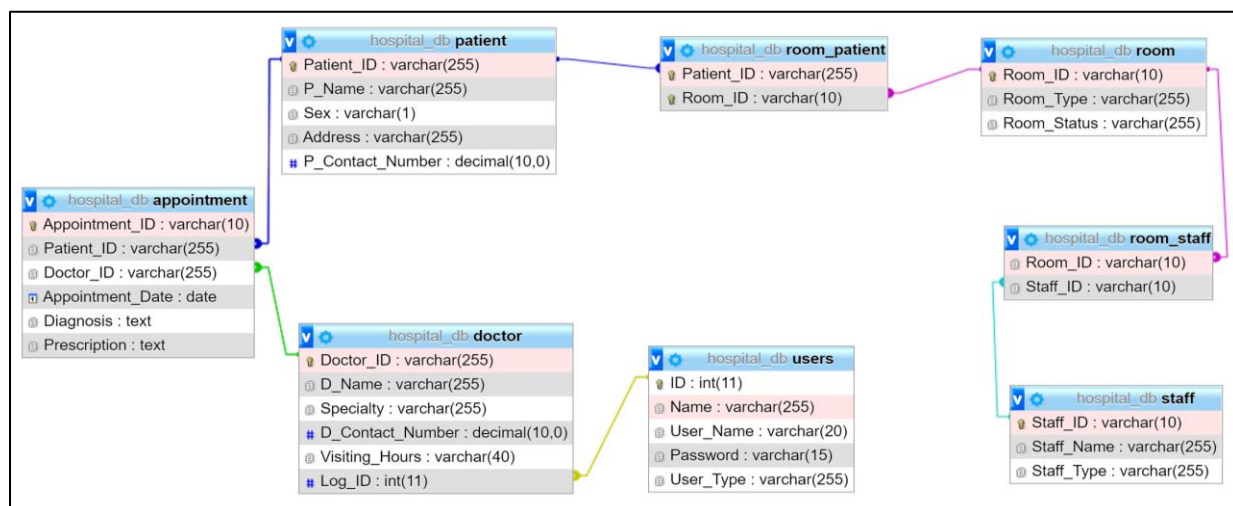 hospital_db patient
Patient_ID : varchar(255)
P_Name : varchar(255)
Sex : varchar(1)
Address : varchar(255)
# P_Contact_Number : decimal(10,0)
hospital_db room_patient
Patient_ID : varchar(255)
Room_ID : varchar(10)
hospital_db room
Room_ID : varchar(10)
Room_Type : varchar(255)
Room_Status : varchar(255)
hospital_db appointment
Appointment_ID : varchar(10)
Patient_ID : varchar(255)
Doctor_ID : varchar(255)
Appointment_Date : date
Diagnosis : text
Prescription : text
hospital_db room_staff
Room_ID : varchar(10)
Staff_ID : varchar(10)
hospital_db doctor
Doctor_ID : varchar(255)
D_Name : varchar(255)
Specialty : varchar(255)
# D_Contact_Number : decimal(10,0)
Visiting_Hours : varchar(40)
# Log_ID : int(11)
hospital_db users
ID : int(11)
Name : varchar(255)
User_Name : varchar(20)
Password : varchar(15)
User_Type : varchar(255)
hospital_db staff
Staff_ID : varchar(10)
Staff_Name : varchar(255)
Staff_Type : varchar(255)